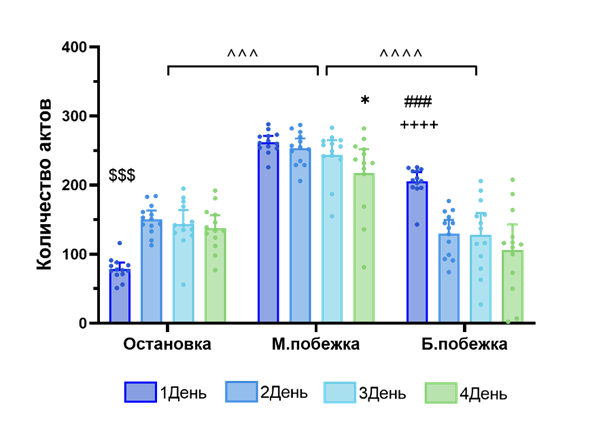 400
^^^
^^^^
300
*
###
++++
$$$
200
100
0
Количество актов
Остановка
М.побежка
Б.побежка
1День
2День
3День
4День